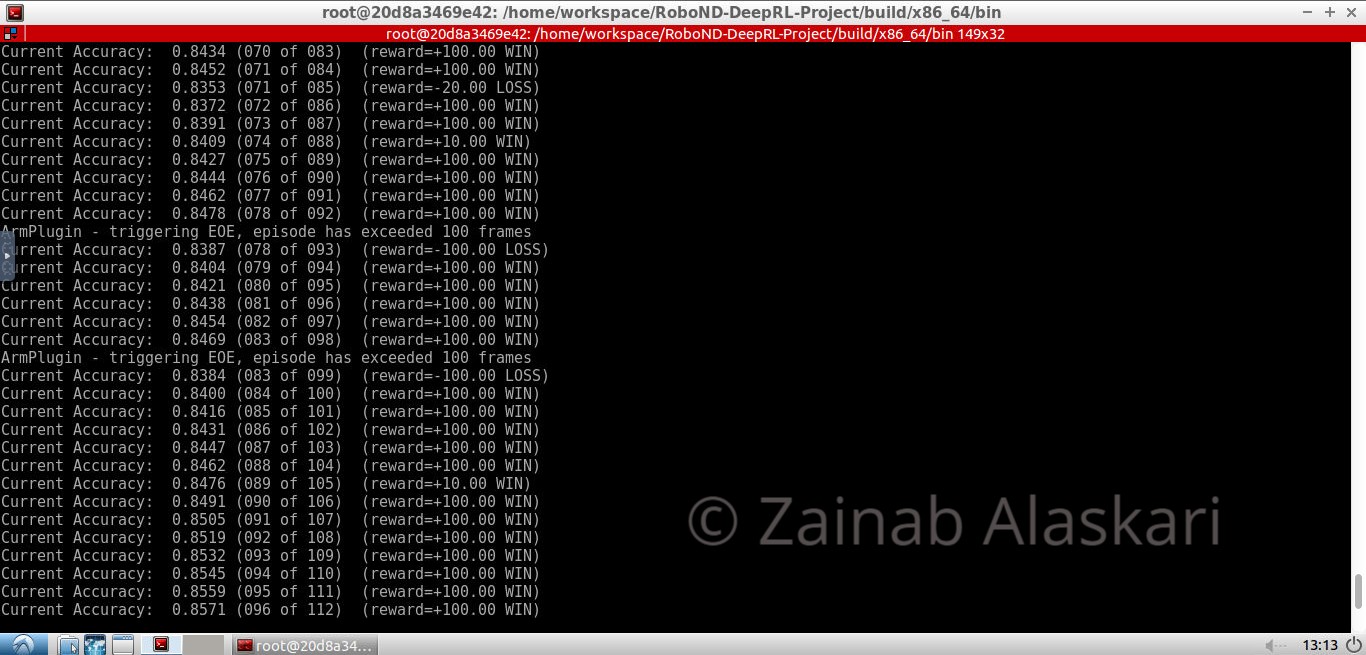 root@20d8a3469e42: /home/workspace/RoboND-DeepRL-Project/build/x86_64/bin
root@20d8a3469e42: /home/workspace/RoboND-DeepRL-Project/build/x86_64/bin 149x32
Current Accuracy:  0.8434 (070 of 083)  (reward=+100.00 WIN)
Current Accuracy:  0.8452 (071 of 084)  (reward=+100.00 WIN)
Current Accuracy:  0.8353 (071 of 085)  (reward=-20.00 LOSS)
Current Accuracy:  0.8372 (072 of 086)  (reward=+100.00 WIN)
Current Accuracy:  0.8391 (073 of 087)  (reward=+100.00 WIN)
Current Accuracy:  0.8409 (074 of 088)  (reward=+10.00 WIN)
Current Accuracy:  0.8427 (075 of 089)  (reward=+100.00 WIN)
Current Accuracy:  0.8444 (076 of 090)  (reward=+100.00 WIN)
Current Accuracy:  0.8462 (077 of 091)  (reward=+100.00 WIN)
Current Accuracy:  0.8478 (078 of 092)  (reward=+100.00 WIN)
ArmPlugin - triggering EOE, episode has exceeded 100 frames
Current Accuracy:  0.8387 (078 of 093)  (reward=-100.00 LOSS)
Current Accuracy:  0.8404 (079 of 094)  (reward=+100.00 WIN)
Current Accuracy:  0.8421 (080 of 095)  (reward=+100.00 WIN)
Current Accuracy:  0.8438 (081 of 096)  (reward=+100.00 WIN)
Current Accuracy:  0.8454 (082 of 097)  (reward=+100.00 WIN)
Current Accuracy:  0.8469 (083 of 098)  (reward=+100.00 WIN)
ArmPlugin - triggering EOE, episode has exceeded 100 frames
Current Accuracy:  0.8384 (083 of 099)  (reward=-100.00 LOSS)
Current Accuracy:  0.8400 (084 of 100)  (reward=+100.00 WIN)
Current Accuracy:  0.8416 (085 of 101)  (reward=+100.00 WIN)
Current Accuracy:  0.8431 (086 of 102)  (reward=+100.00 WIN)
Current Accuracy:  0.8447 (087 of 103)  (reward=+100.00 WIN)
Current Accuracy:  0.8462 (088 of 104)  (reward=+100.00 WIN)
Current Accuracy:  0.8476 (089 of 105)  (reward=+10.00 WIN)
Current Accuracy:  0.8491 (090 of 106)  (reward=+100.00 WIN)
Current Accuracy:  0.8505 (091 of 107)  (reward=+100.00 WIN)
Current Accuracy:  0.8519 (092 of 108)  (reward=+100.00 WIN)
Current Accuracy:  0.8532 (093 of 109)  (reward=+100.00 WIN)
Current Accuracy:  0.8545 (094 of 110)  (reward=+100.00 WIN)
Current Accuracy:  0.8559 (095 of 111)  (reward=+100.00 WIN)
Current Accuracy:  0.8571 (096 of 112)  (reward=+100.00 WIN)
© Zainab Alaskari
root@20d8a34...
13:13